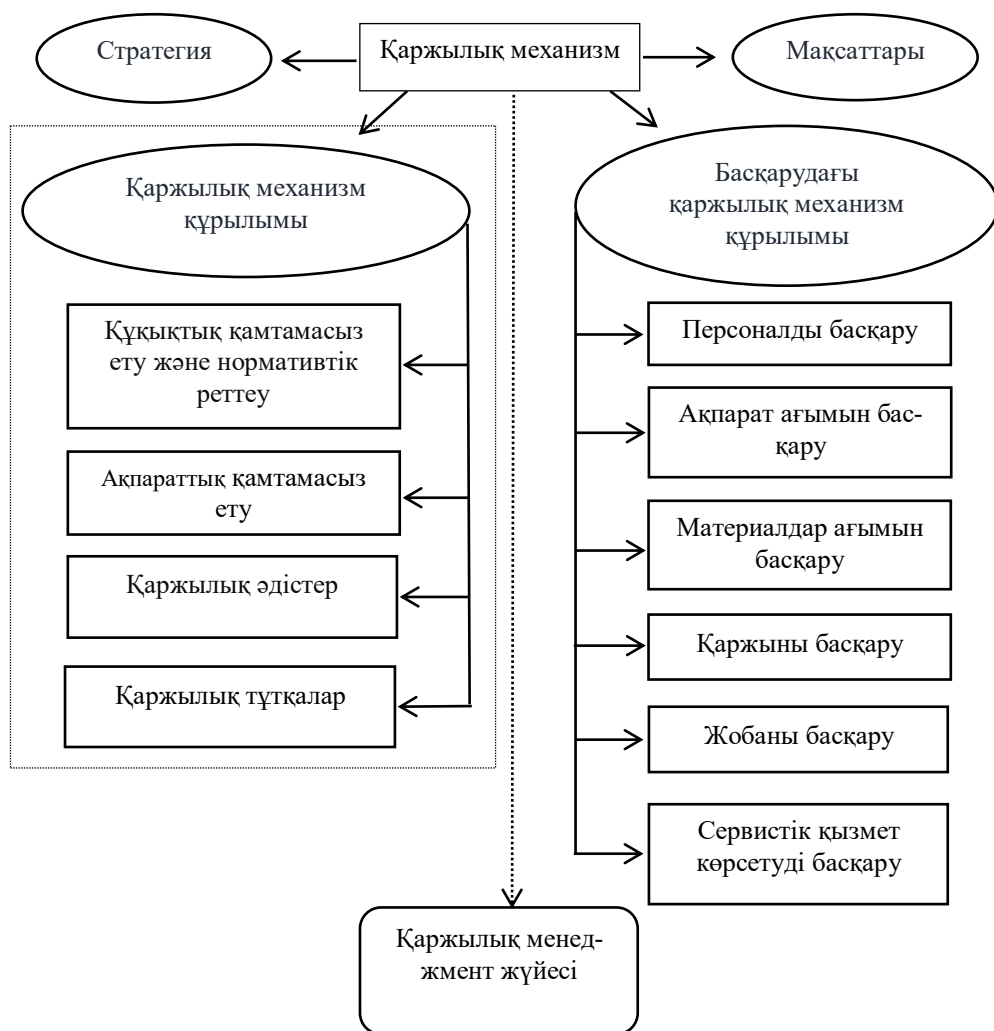 Стратегия
Қаржылық механизм
Мақсаттары
Қаржылық механизм
құрылымы
Құқықтық қамтамасыз
ету және нормативтік
реттеу
Ақпараттық қамтамасыз
ету
Қаржылық әдістер
Қаржылық тұтқалар
Басқарудағы
қаржылық механизм
құрылымы
Персоналды басқару
Ақпарат ағымын бас-
қару
Материалдар ағымын
басқару
Қаржыны басқару
Жобаны басқару
Сервистік қызмет
көрсетуді басқару
Қаржылық менед-
жмент жүйесі